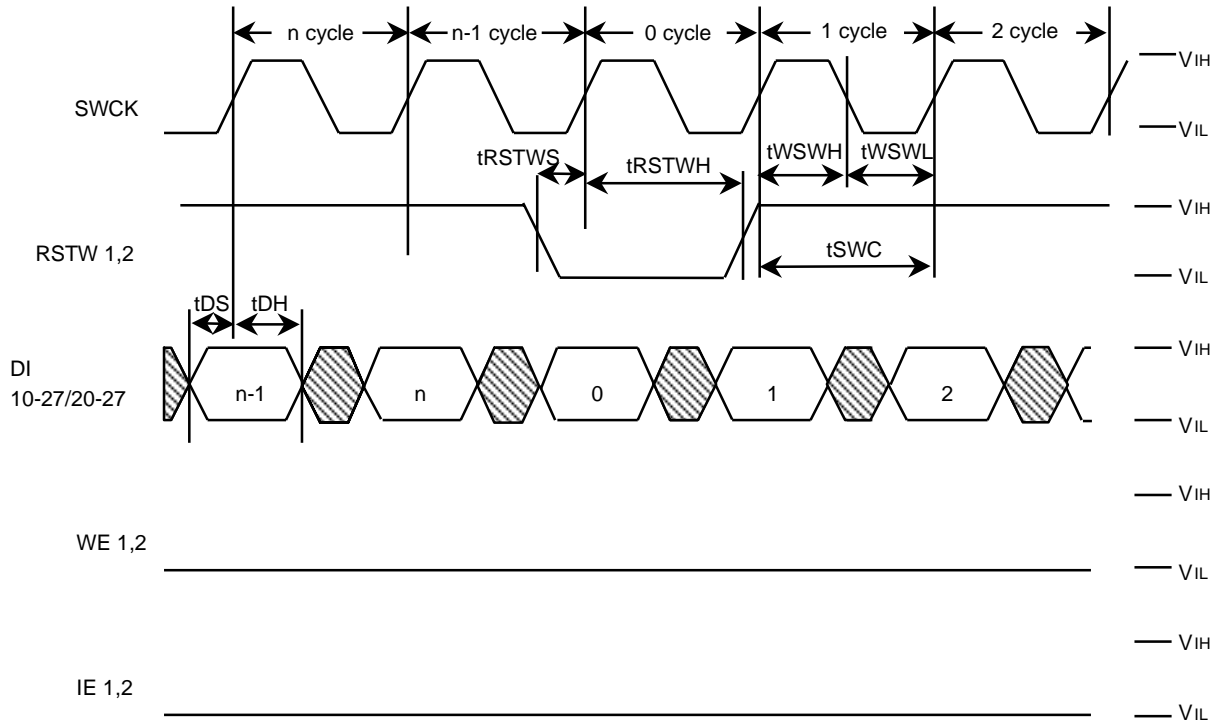 n cycle n-1 cycle 0 cycle 1 cycle 2 cycle
VIH
SWCK
VIL
tRSTWS tRSTWH tWSWH tWSWL
VIH
RSTW 1,2
tSWC
VIL
tDS tDH
VIH
DI
10-27/20-27
n-1 n 0 1 2
VIL
VIH
WE 1,2
VIL
VIH
IE 1,2
VIL